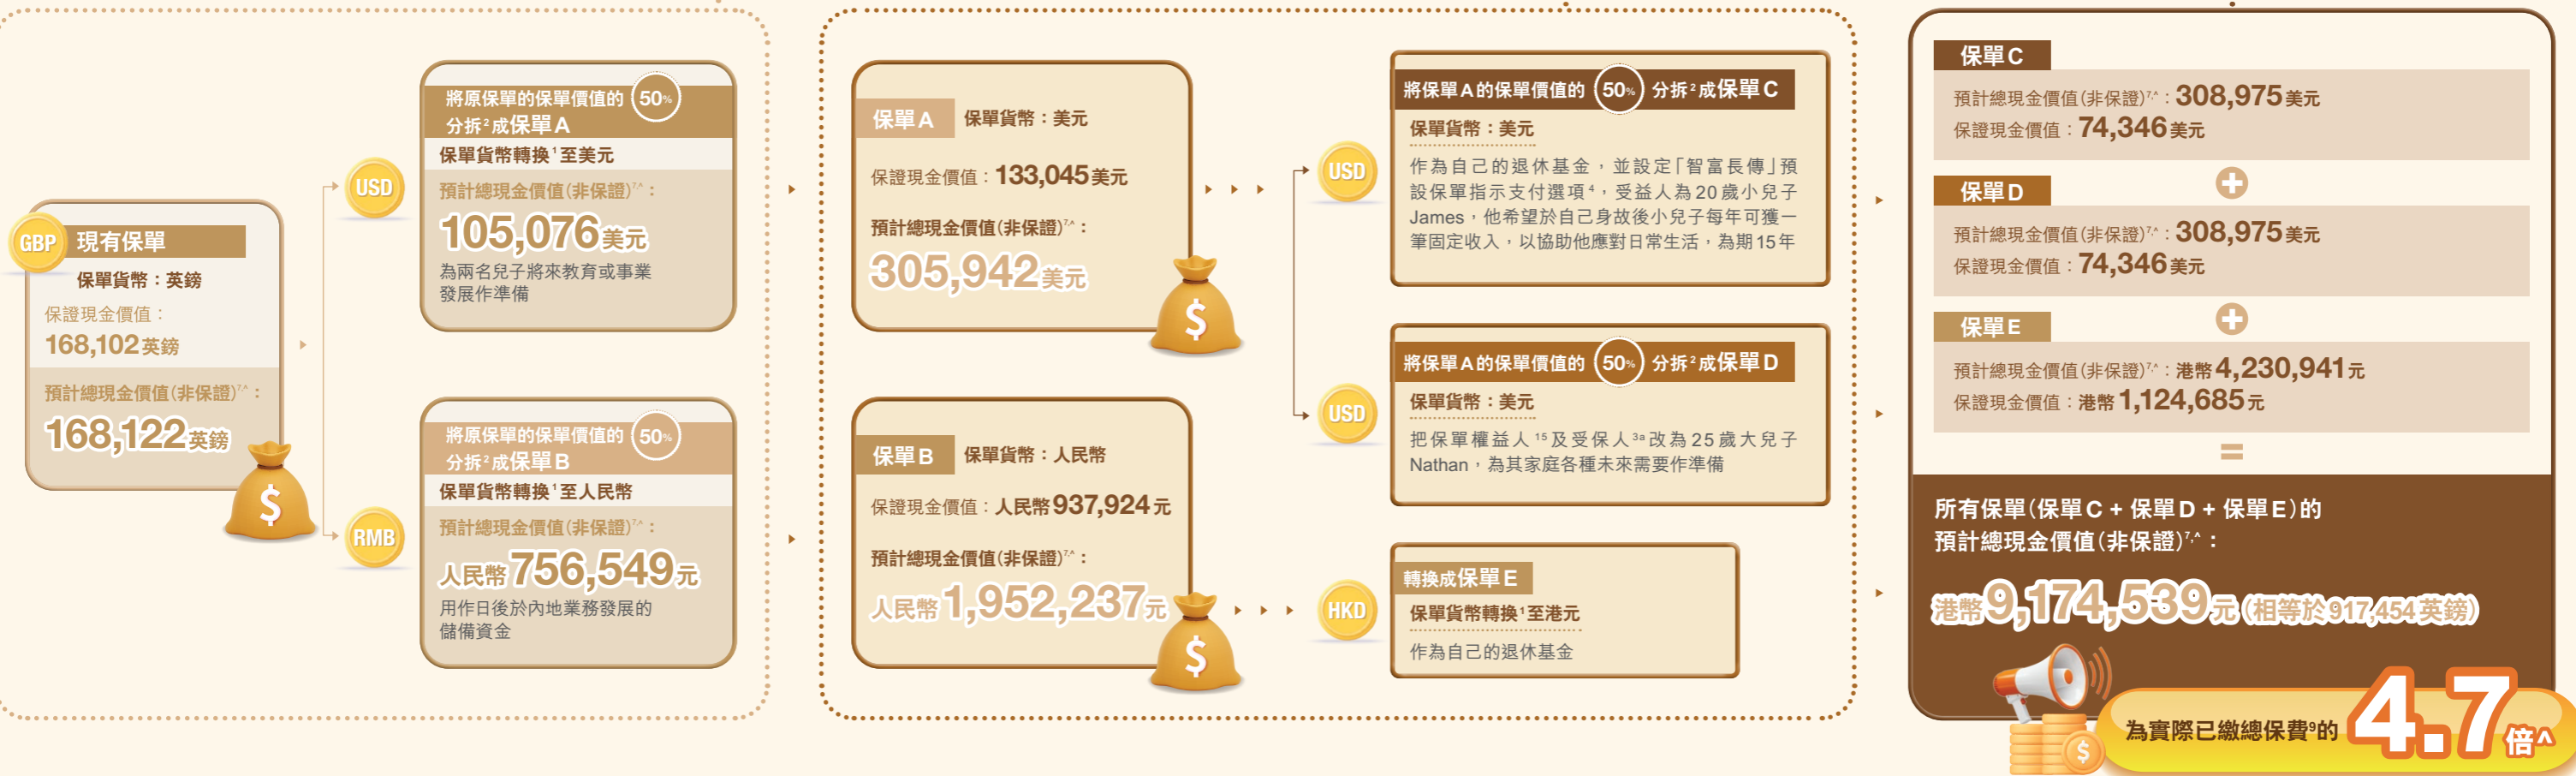 GBP
現有保單
保單貨幣：英鎊
保證現金價值：
168,102英鎊
預計總現金價值(非保證)7,^：
168,122英鎊
$
USD
將原保單的保單價值的 50%
分拆2成保單A
保單貨幣轉換1至美元
預計總現金價值(非保證)7,^：
105,076美元
為兩名兒子將來教育或事業
發展作準備
RMB
將原保單的保單價值的 50%
分拆2成保單B
保單貨幣轉換1至人民幣
預計總現金價值(非保證)7,^：
人民幣756,549元
用作日後於內地業務發展的
儲備資金
保單A 保單貨幣：美元
保證現金價值：133,045美元
預計總現金價值(非保證)7,^：
305,942美元
$
保單B 保單貨幣：人民幣
保證現金價值：人民幣937,924元
預計總現金價值(非保證)7,^：
人民幣1,952,237元
$
USD
將保單A的保單價值的 50% 分拆2成保單C
保單貨幣：美元
作為自己的退休基金，並設定「智富長傳」預
設保單指示支付選項4，受益人為20歲小兒子
James，他希望於自己身故後小兒子每年可獲一
筆固定收入，以協助他應對日常生活，為期15年
USD
將保單A的保單價值的 50% 分拆2成保單D
保單貨幣：美元
把保單權益人15及受保人3a改為25歲大兒子
Nathan，為其家庭各種未來需要作準備
HKD
轉換成保單E
保單貨幣轉換1至港元
作為自己的退休基金
保單C
預計總現金價值(非保證)7,^：308,975美元
保證現金價值：74,346美元
+
保單D
預計總現金價值(非保證)7,^：308,975美元
保證現金價值：74,346美元
+
保單E
預計總現金價值(非保證)7,^：港幣4,230,941元
保證現金價值：港幣1,124,685元
=
所有保單(保單C + 保單D + 保單E)的
預計總現金價值(非保證)7,^：
港幣9,174,539元(相等於917,454英鎊)
$
為實際已繳總保費9的4.7倍^